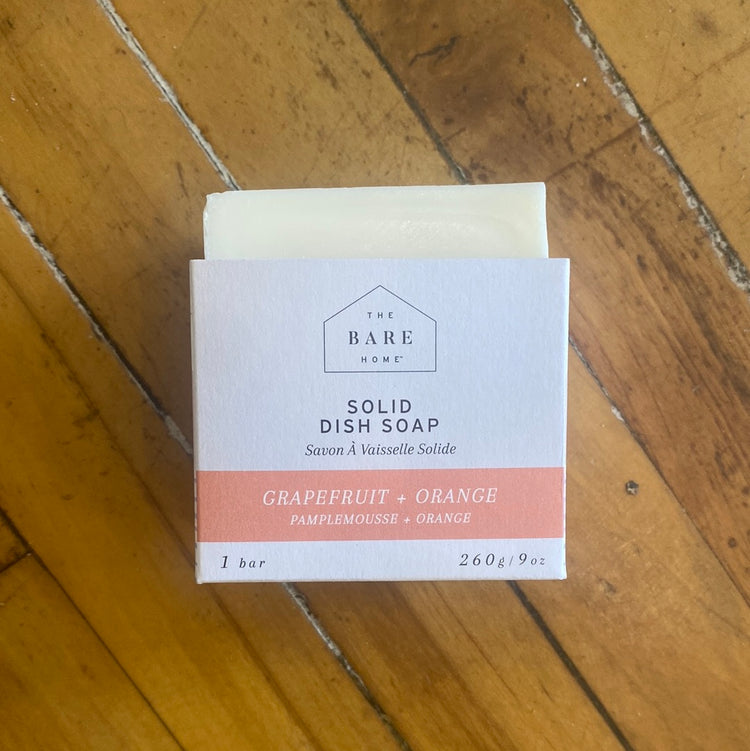 THE
BARE
HOME™
SOLID
DISH SOAP
Savon À Vaisselle Solide
GRAPEFRUIT + ORANGE
PAMPLEMOUSSE + ORANGE
1 bar 260g/9oz